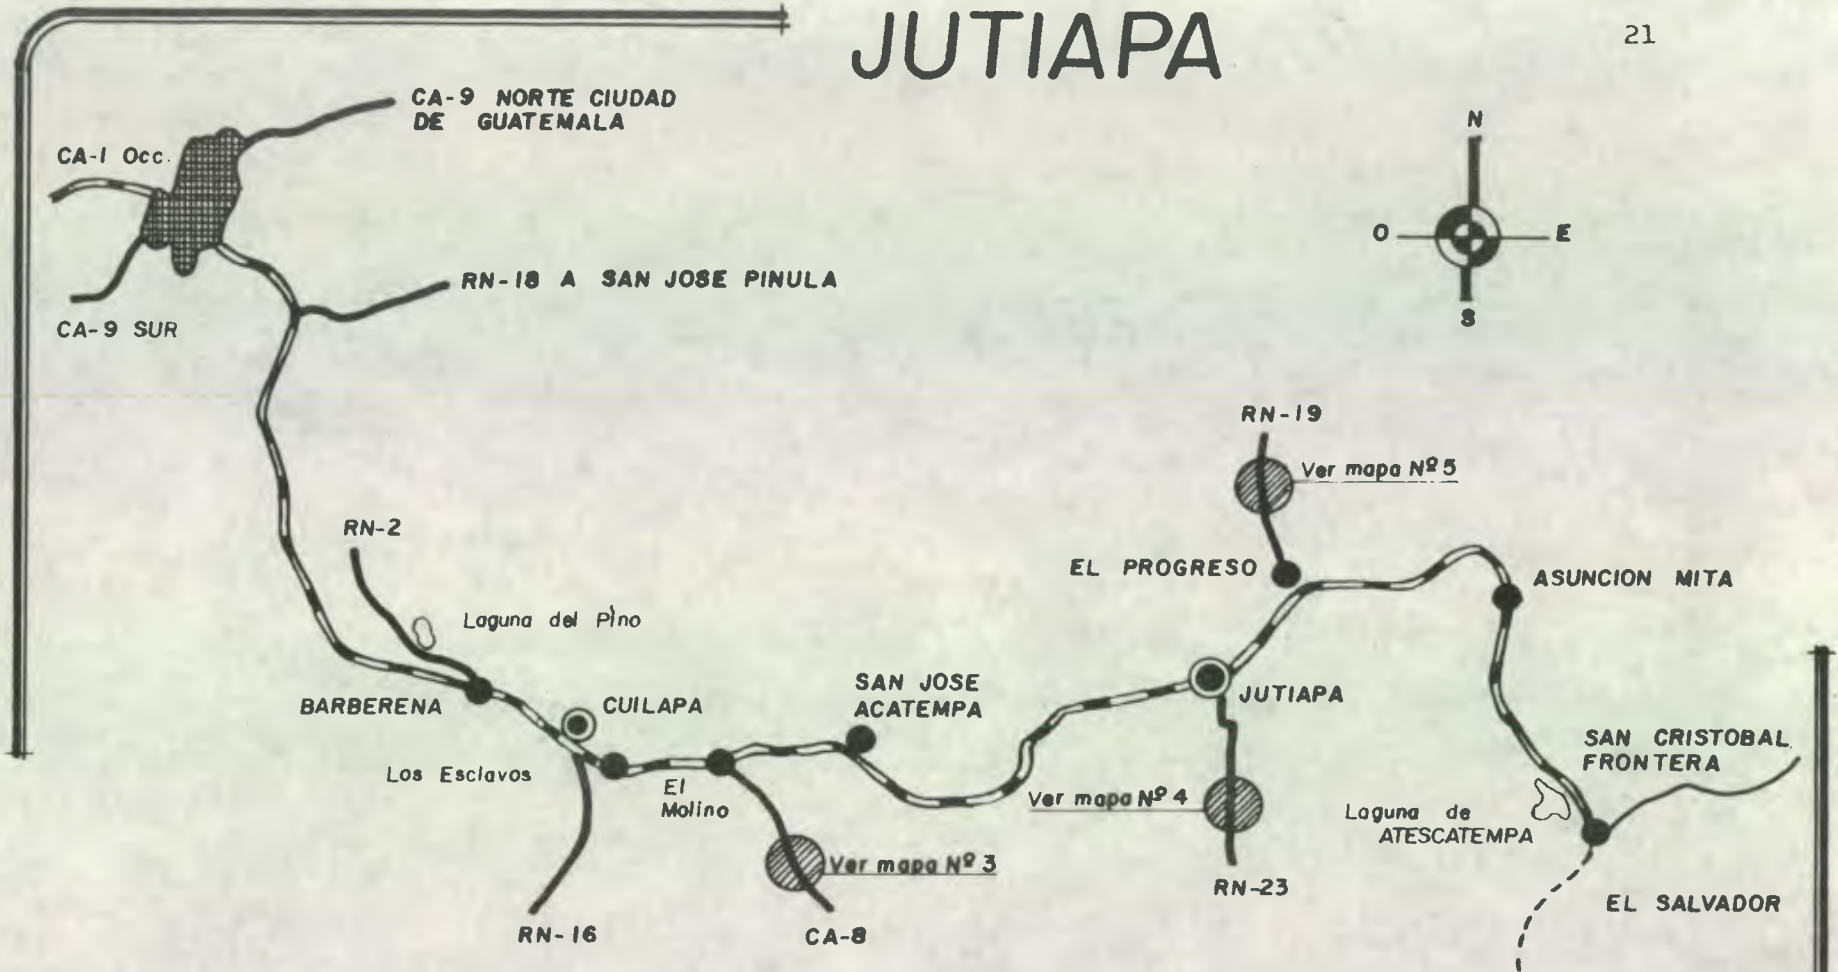 JUTIAPA
21
CA-9 NORTE CIUDAD
DE GUATEMALA
CA-1 Occ.
N
O
E
S
RN-18 A SAN JOSE PINULA
CA-9 SUR
RN-19
Ver mapa Nº 5
RN-2
EL PROGRESO
ASUNCION MITA
Laguna del Pino
SAN JOSE
ACATEMPA
JUTIAPA
BARBERENA
CUILAPA
SAN CRISTOBAL
FRONTERA
Los Esclavos
El
Molino
Ver mapa Nº 4
Laguna de
ATESCATEMPA
Ver mapa Nº 3
RN-23
EL SALVADOR
RN-16
CA-8